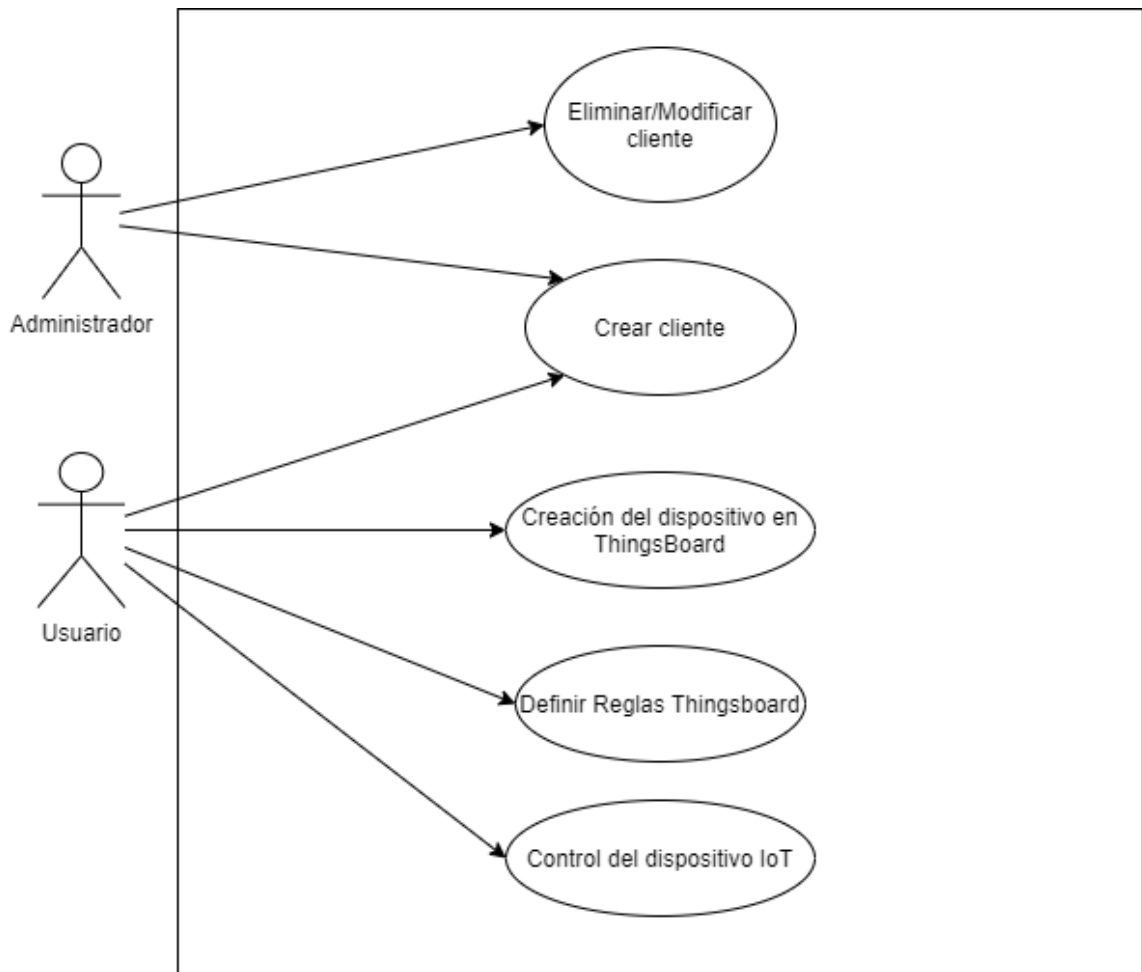 Eliminar/Modificar
cliente
Administrador
Crear cliente
Creación del dispositivo en
ThingsBoard
Usuario
Definir Reglas Thingsboard
Control del dispositivo IoT